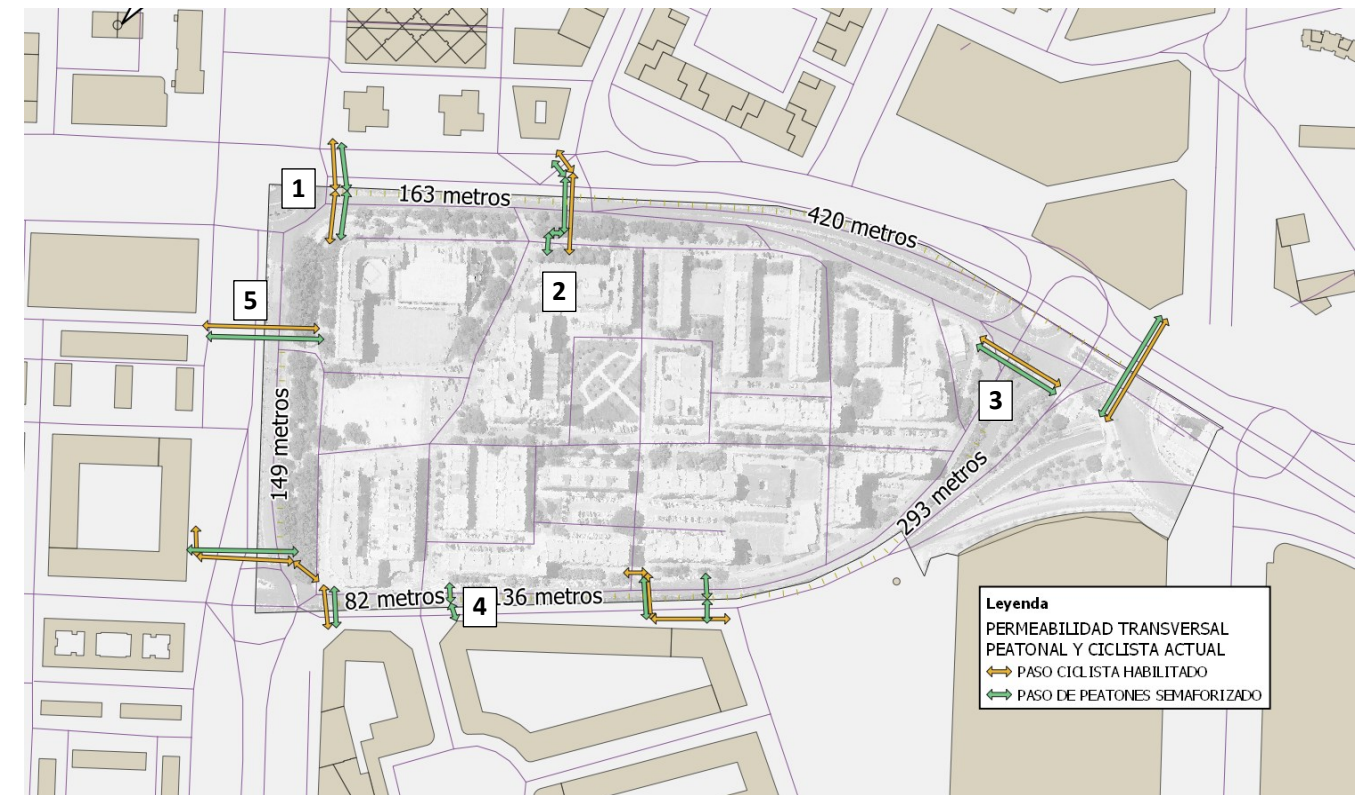 1
163 metros
420 metros
5
2
149 metros
3
293 metros
82 metros
4
136 metros
Leyenda
PERMEABILIDAD TRANSVERSAL
PEATONAL Y CICLISTA ACTUAL
PASO CICLISTA HABILITADO
PASO DE PEATONES SEMAFORIZADO